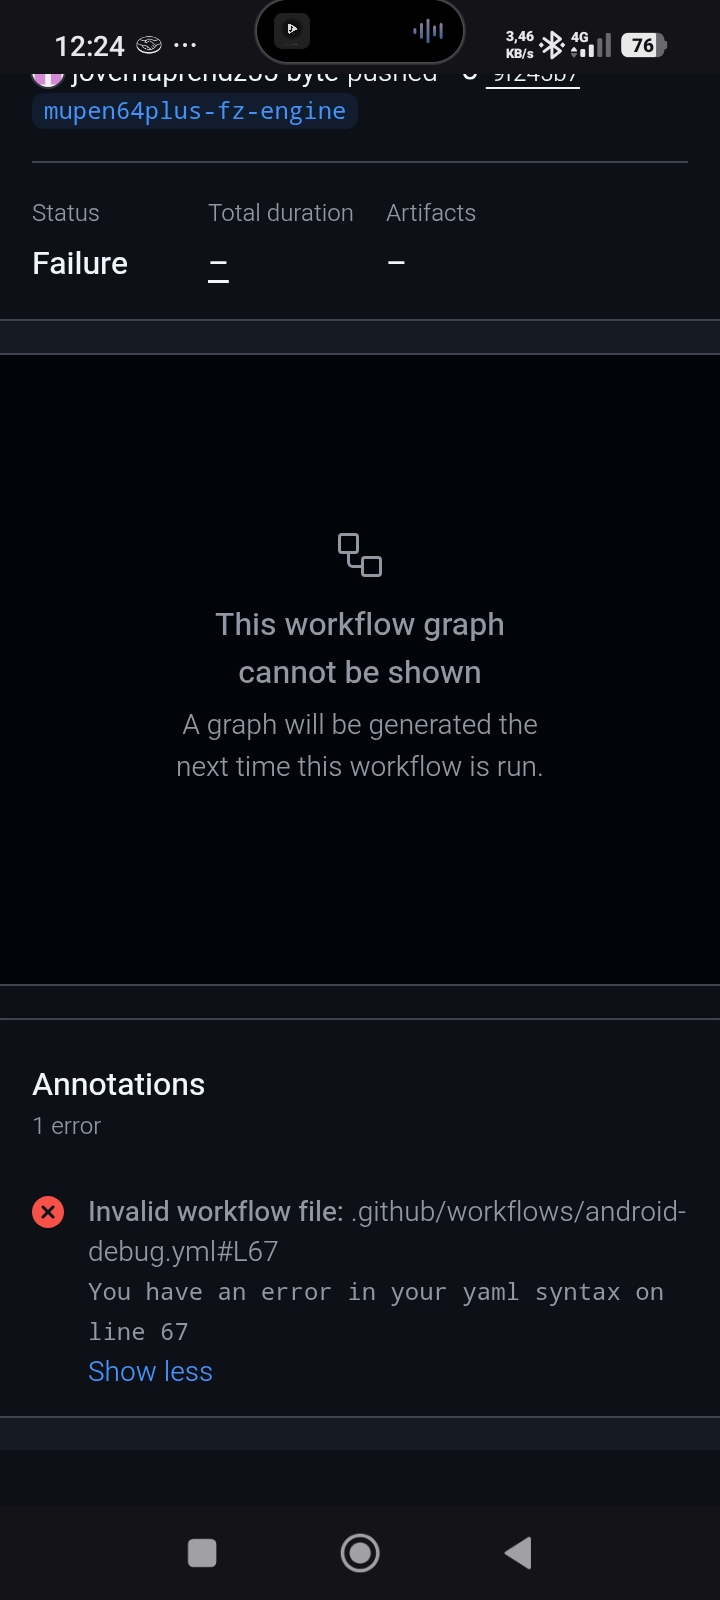 12:24
3,46
KB/s
4G
76
pushed
mupen64plus-fz-engine
Status Total duration Artifacts
Failure – –
This workflow graph
cannot be shown
A graph will be generated the
next time this workflow is run.
Annotations
1 error
Invalid workflow file: .github/workflows/android-
debug.yml#L67
You have an error in your yaml syntax on
line 67
Show less